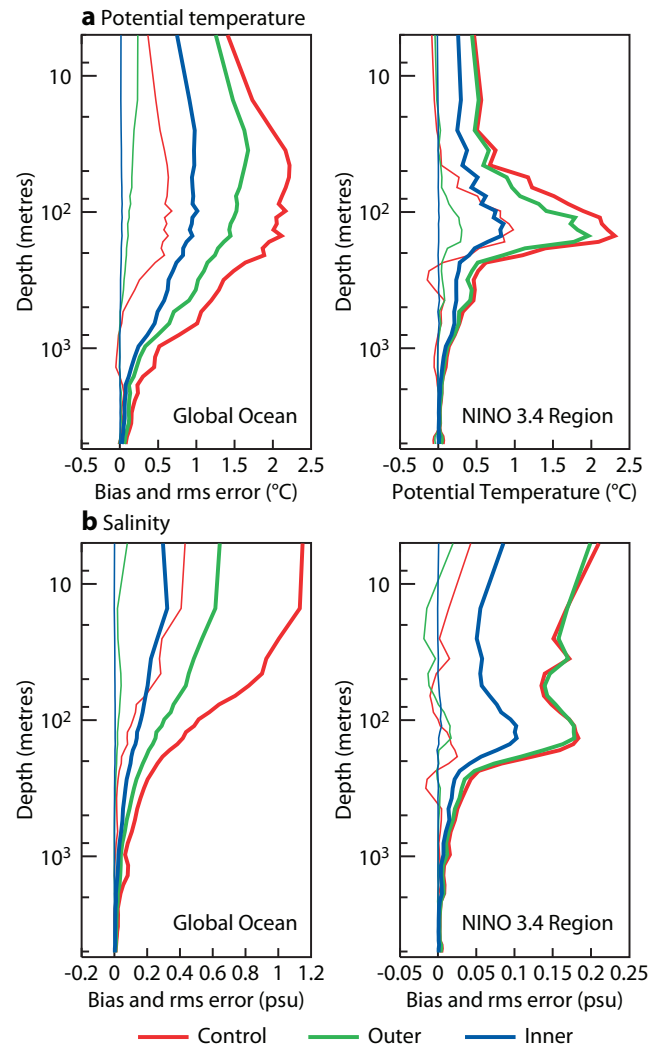 a Potential temperature
Depth (metres)
10
10²
10³
Global Ocean
-0.5 0 0.5 1 1.5 2 2.5
Bias and rms error (°C)
Depth (metres)
10
10²
10³
NINO 3.4 Region
-0.5 0 0.5 1 1.5 2 2.5
Potential Temperature (°C)
b Salinity
Depth (metres)
10
10²
10³
Global Ocean
-0.2 0 0.2 0.4 0.6 0.8 1 1.2
Bias and rms error (psu)
Depth (metres)
10
10²
10³
NINO 3.4 Region
-0.05 0 0.05 0.1 0.15 0.2 0.25
Bias and rms error (psu)
Control Outer Inner